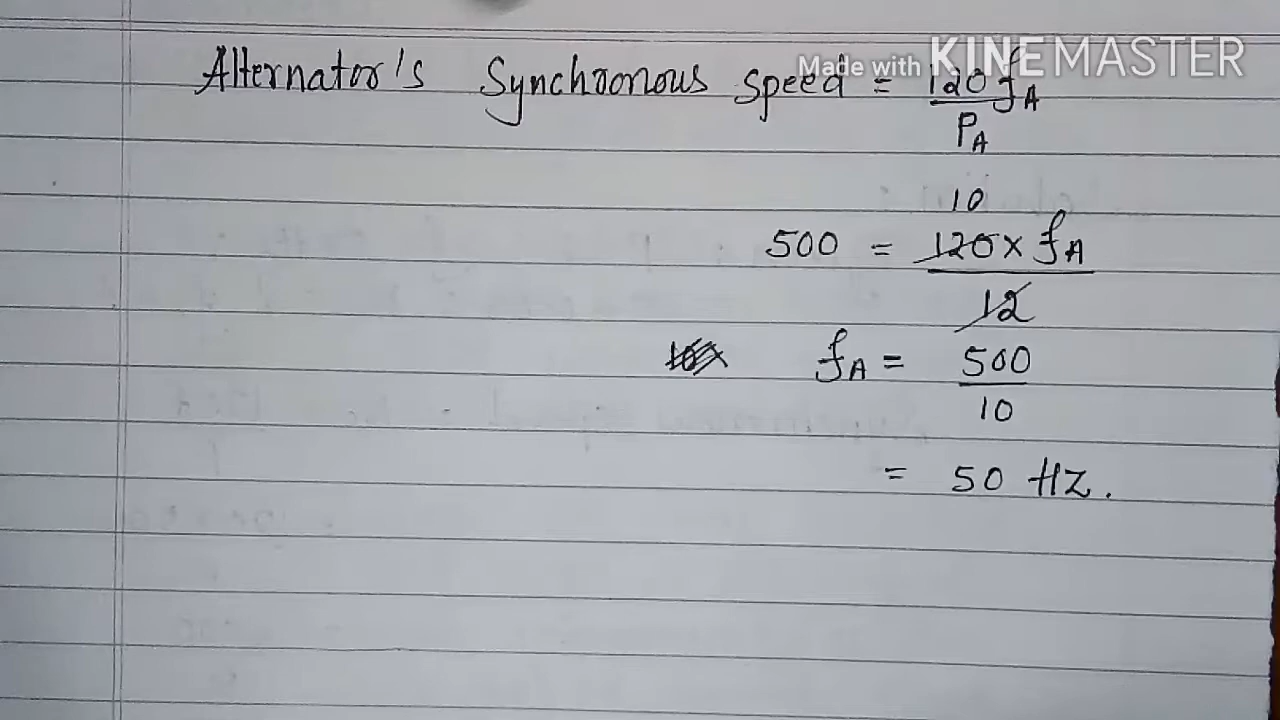 Made with KINEMASTER
Alternator's Synchronous speed = 120 fA
PA
10
500 = 120 x fA
12
fA = 500
10
= 50 Hz.